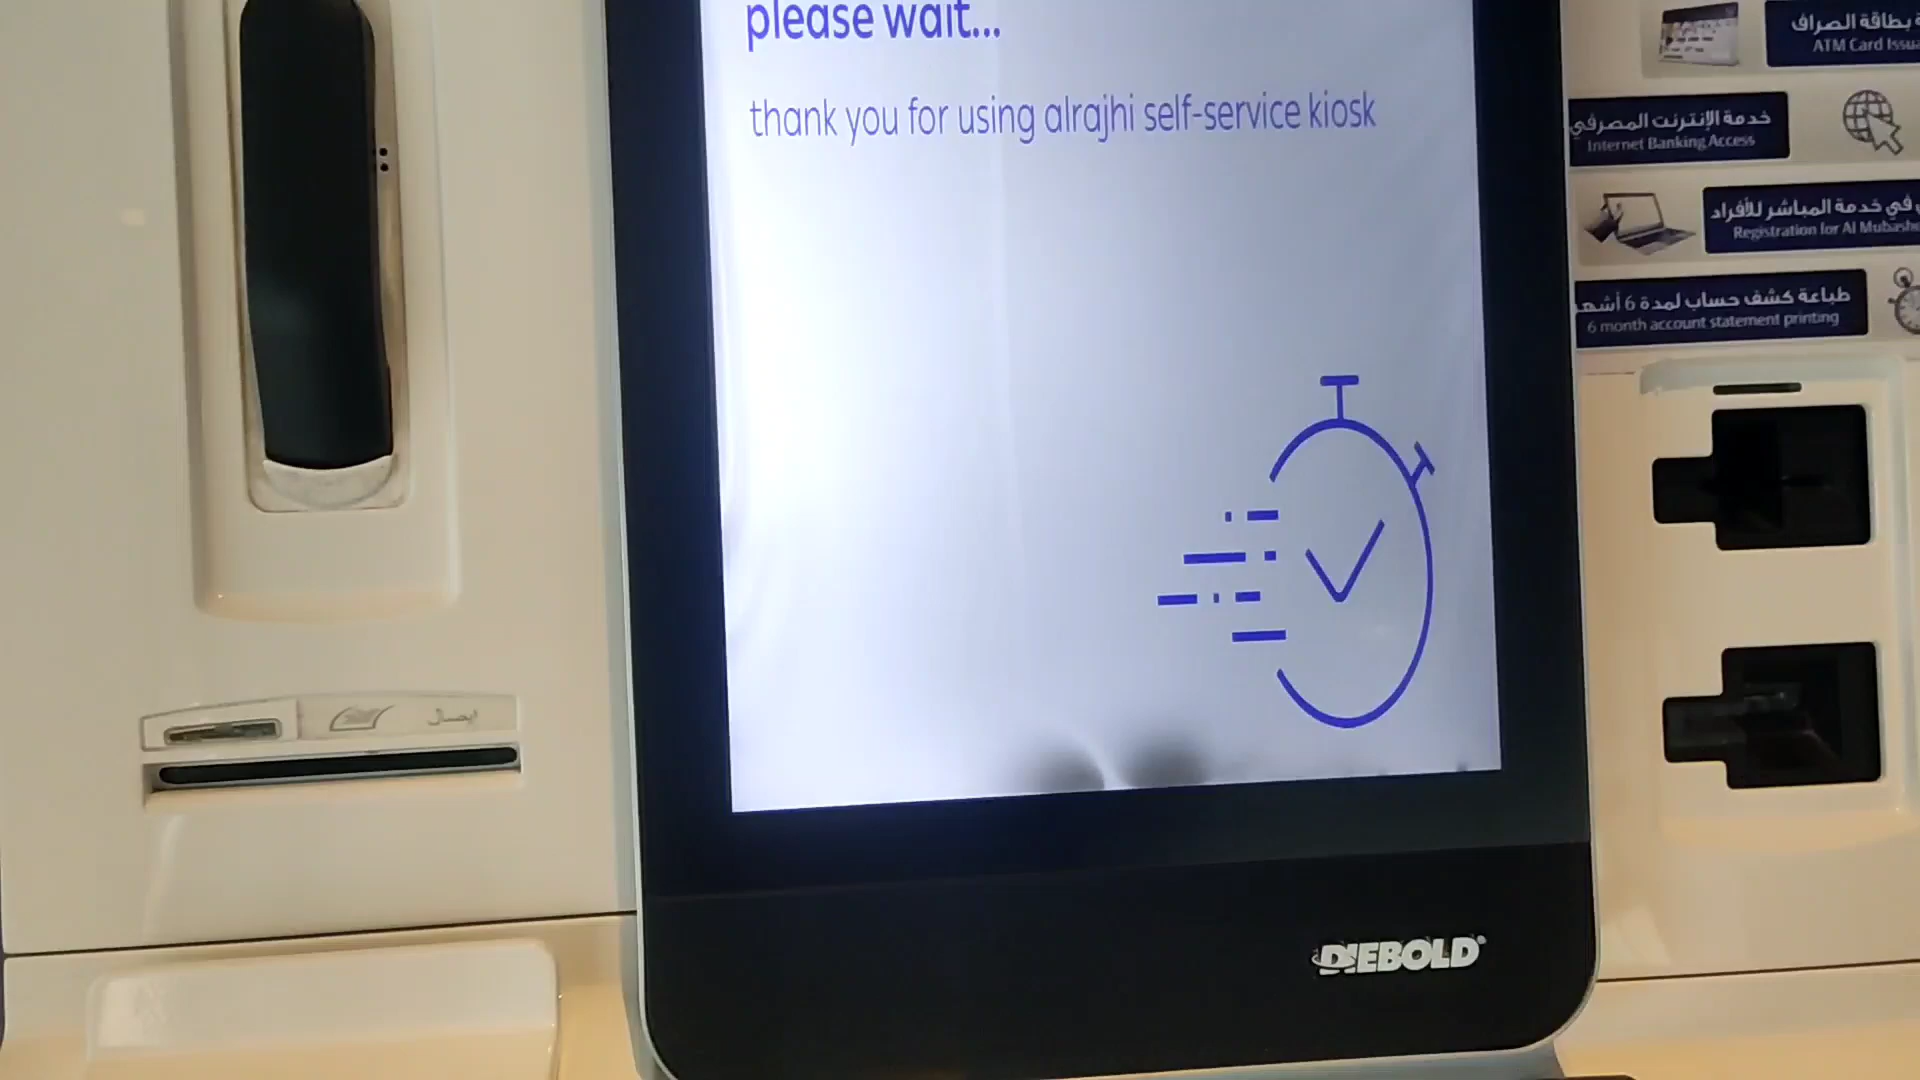 please wait...
thank you for using alrajhi self-service kiosk
بطاقة الصراف
ATM Card Issua
خدمة الإنترنت المصرفي
Internet Banking Access
في خدمة المباشر للأفراد
Registration for Al Mubash
طباعة كشف حساب لمدة 6 أشه
6 month account statement printing
ايصال
DIEBOLD